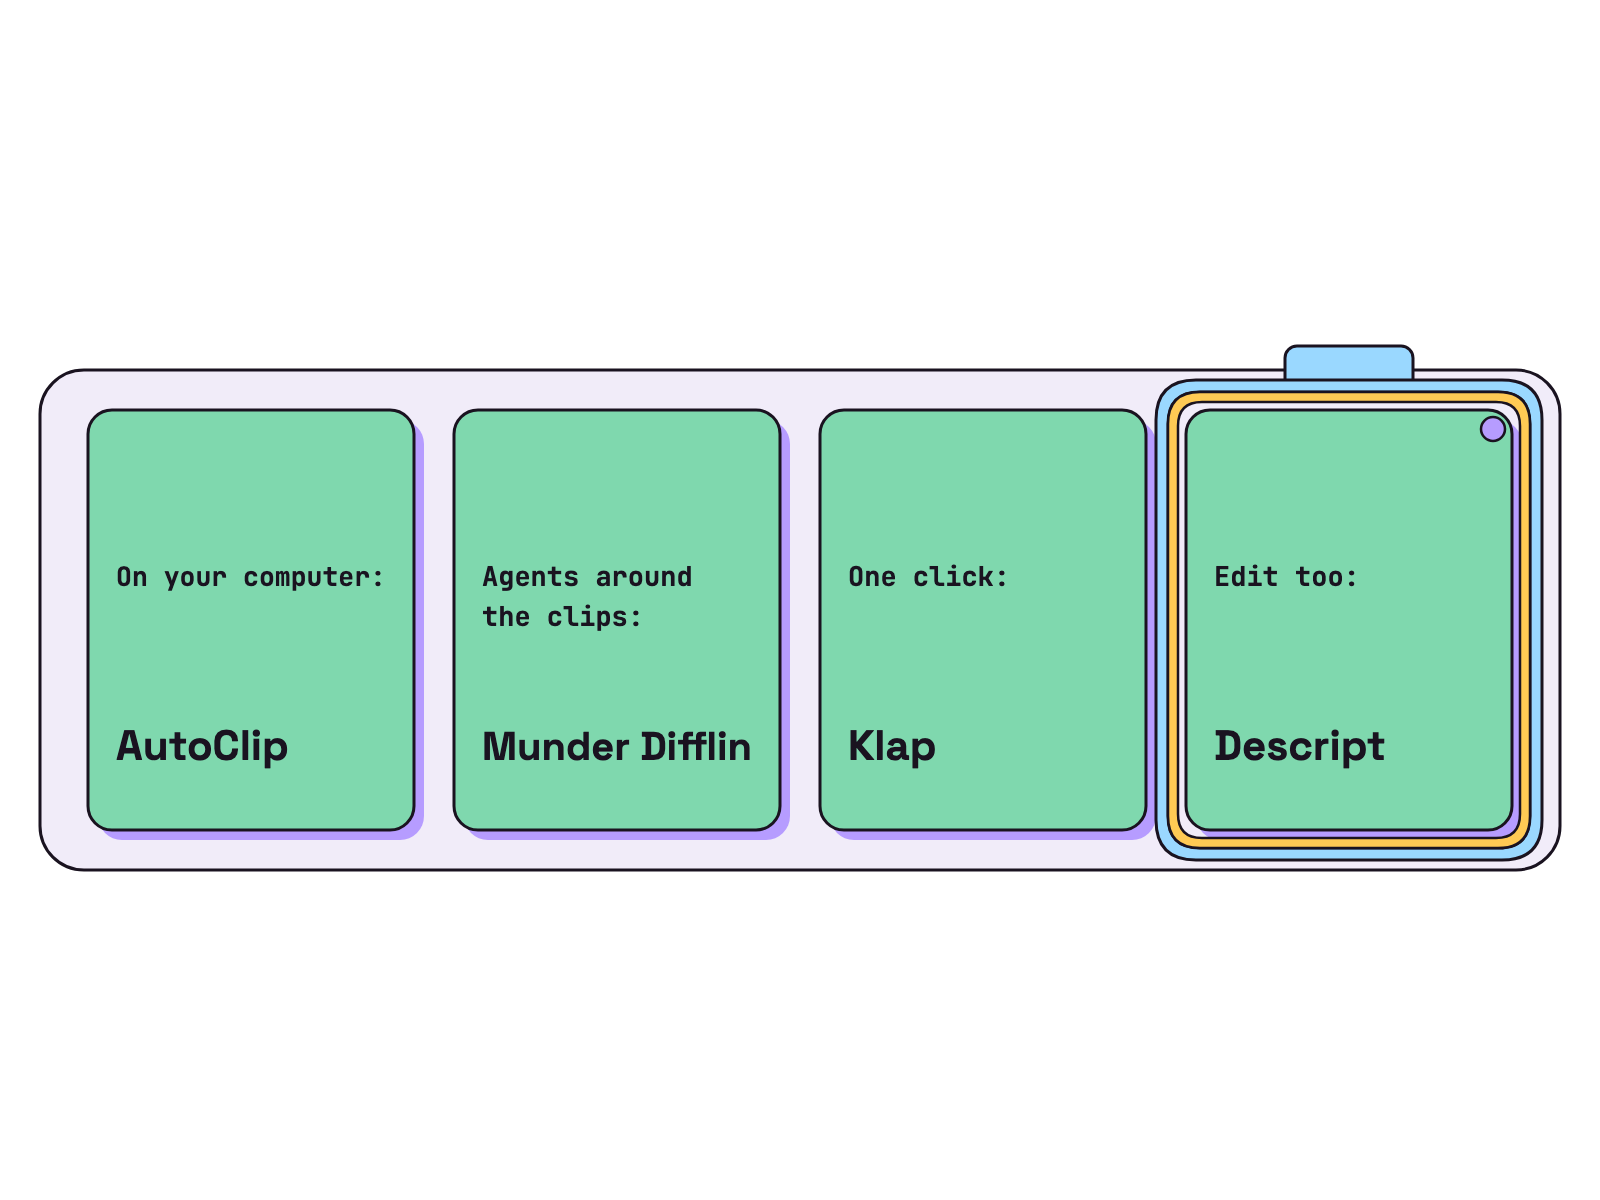 On your computer:
AutoClip
Agents around
the clips:
Munder Difflin
One click:
Klap
Edit too:
Descript